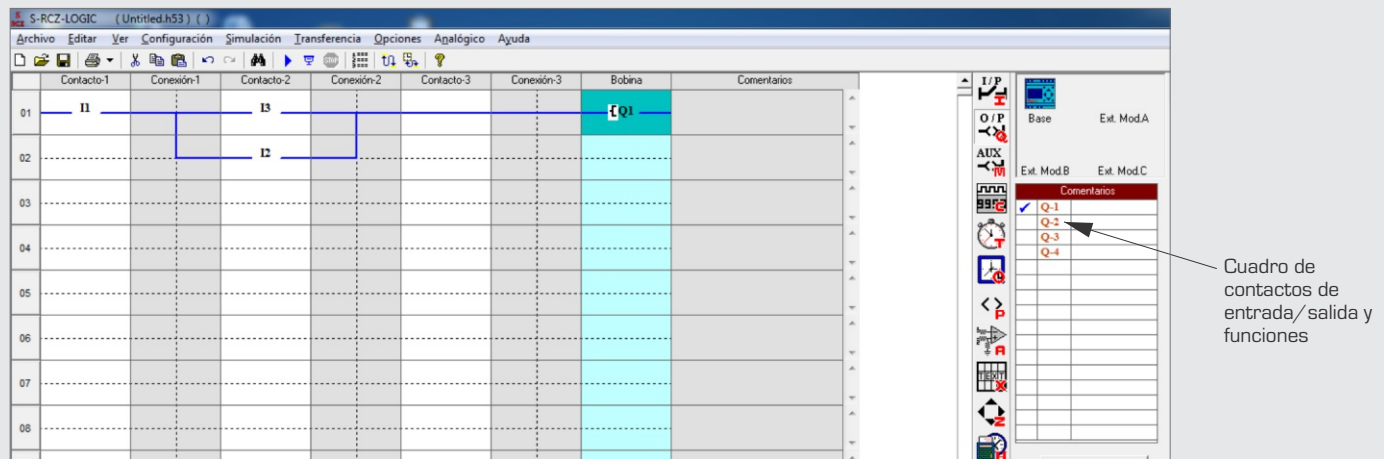 S-RCZ-LOGIC (Untitled.h53) ( )
Archivo Editar Ver Configuración Simulación Transferencia Opciones Analógico Ayuda
Contacto-1 Conexión-1 Contacto-2 Conexión-2 Contacto-3 Conexión-3 Bobina Comentarios
01 I1 I3 Q1
02 I2
03
04
05
06
07
08
I/P
I
O/P
Q
AUX
M
C
T
Q
P
A
TEXT
X
Z
H
Base Ext. Mod.A
Ext. Mod.B Ext. Mod.C
Comentarios
Q-1
Q-2
Q-3
Q-4
Cuadro de
contactos de
entrada/salida y
funciones